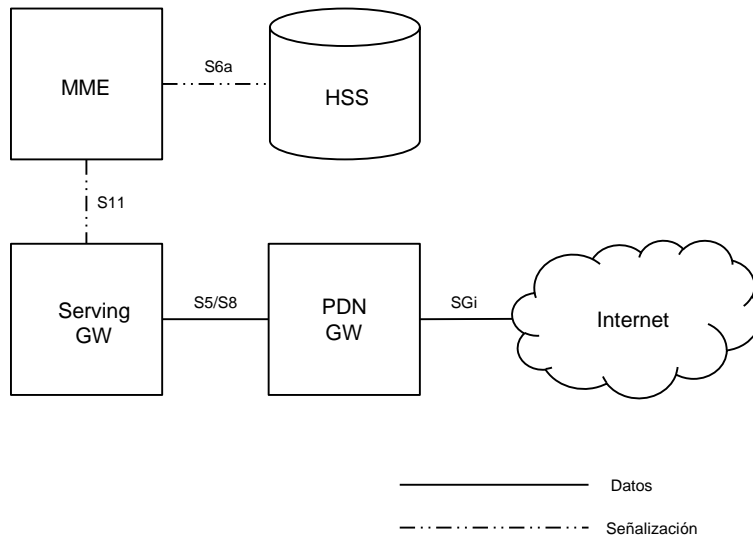 MME
S6a
HSS
S11
Serving
GW
S5/S8
PDN
GW
SGi
Internet
Datos
Señalización